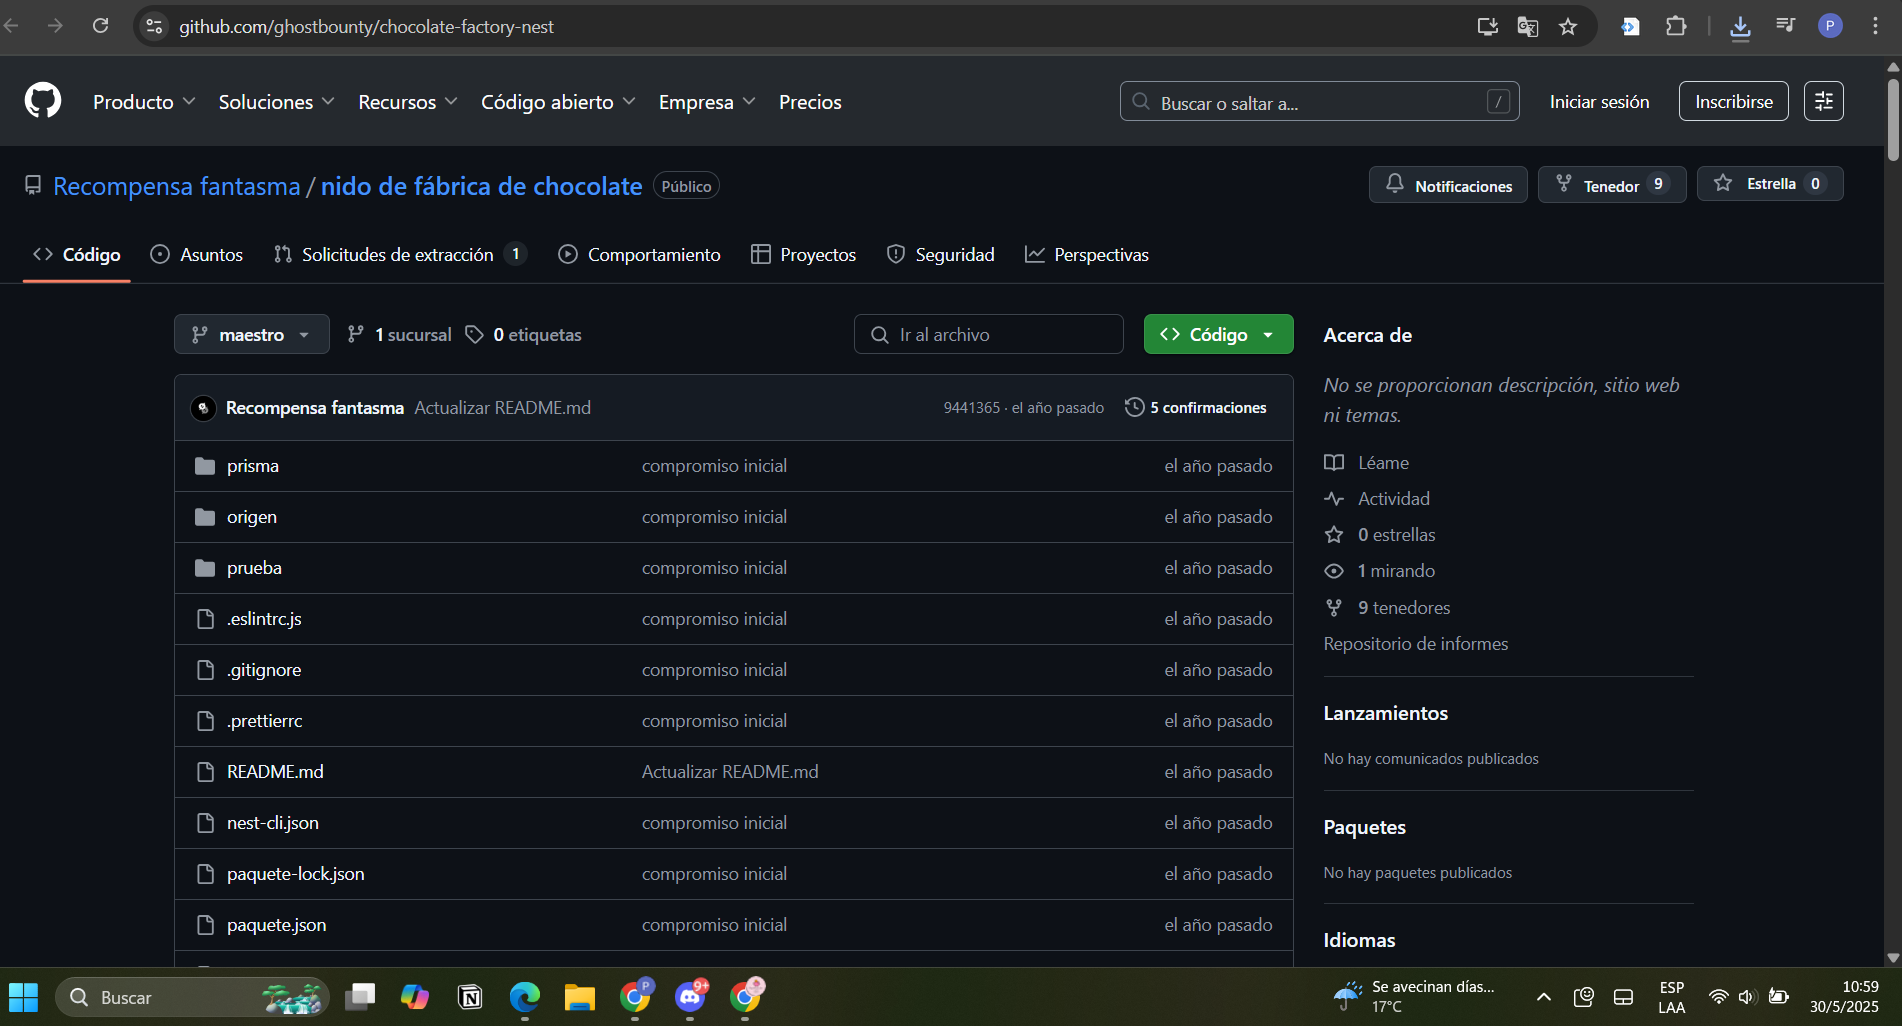 github.com/ghostbounty/chocolate-factory-nest
P
Producto
Soluciones
Recursos
Código abierto
Empresa
Precios
Buscar o saltar a...
/
Iniciar sesión
Inscribirse
Recompensa fantasma / nido de fábrica de chocolate
Público
Notificaciones
Tenedor 9
Estrella 0
Código
Asuntos
Solicitudes de extracción 1
Comportamiento
Proyectos
Seguridad
Perspectivas
maestro
1 sucursal
0 etiquetas
Ir al archivo
Código
Recompensa fantasma Actualizar README.md 9441365 · el año pasado 5 confirmaciones
prisma compromiso inicial el año pasado
origen compromiso inicial el año pasado
prueba compromiso inicial el año pasado
.eslintrc.js compromiso inicial el año pasado
.gitignore compromiso inicial el año pasado
.prettierrc compromiso inicial el año pasado
README.md Actualizar README.md el año pasado
nest-cli.json compromiso inicial el año pasado
paquete-lock.json compromiso inicial el año pasado
paquete.json compromiso inicial el año pasado
Acerca de
No se proporcionan descripción, sitio web
ni temas.
Léame
Actividad
0 estrellas
1 mirando
9 tenedores
Repositorio de informes
Lanzamientos
No hay comunicados publicados
Paquetes
No hay paquetes publicados
Idiomas
Buscar
P
9+
Se avecinan días...
17°C
ESP
LAA
10:59
30/5/2025